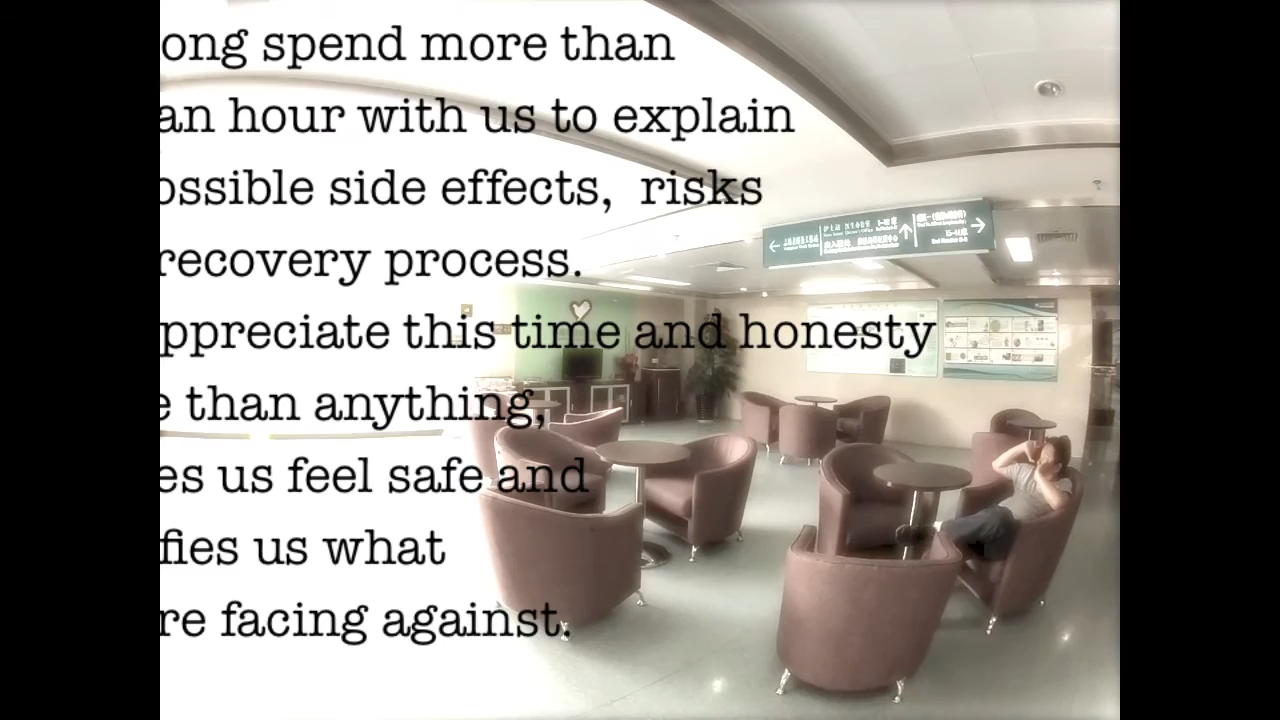 ong spend more than
an hour with us to explain
ossible side effects,  risks
recovery process.
ppreciate this time and honesty
e than anything,
es us feel safe and
fies us what
re facing against.